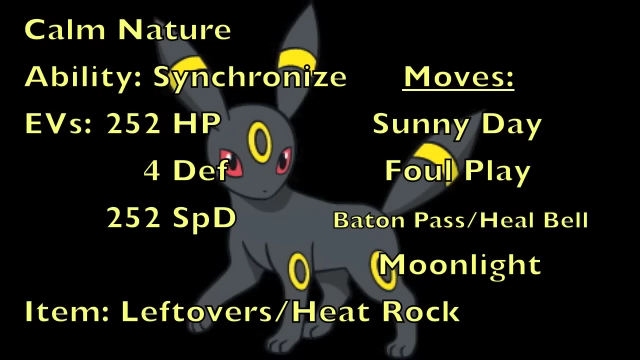 Calm Nature
Ability: Synchronize
EVs: 252 HP
4 Def
252 SpD
Item: Leftovers/Heat Rock
Moves:
Sunny Day
Foul Play
Baton Pass/Heal Bell
Moonlight